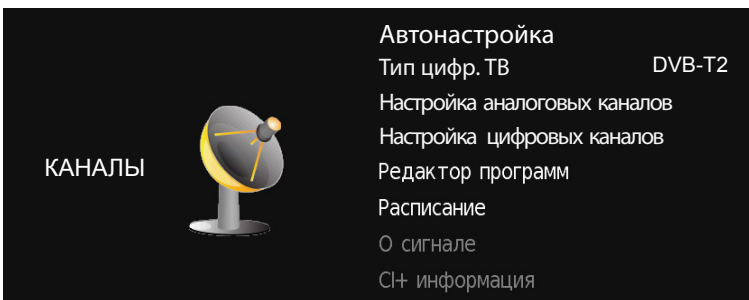 Автонастройка
Тип цифр. ТВ DVB-T2
Настройка аналоговых каналов
Настройка цифровых каналов
КАНАЛЫ
Редактор программ
Расписание
О сигнале
CI+ информация